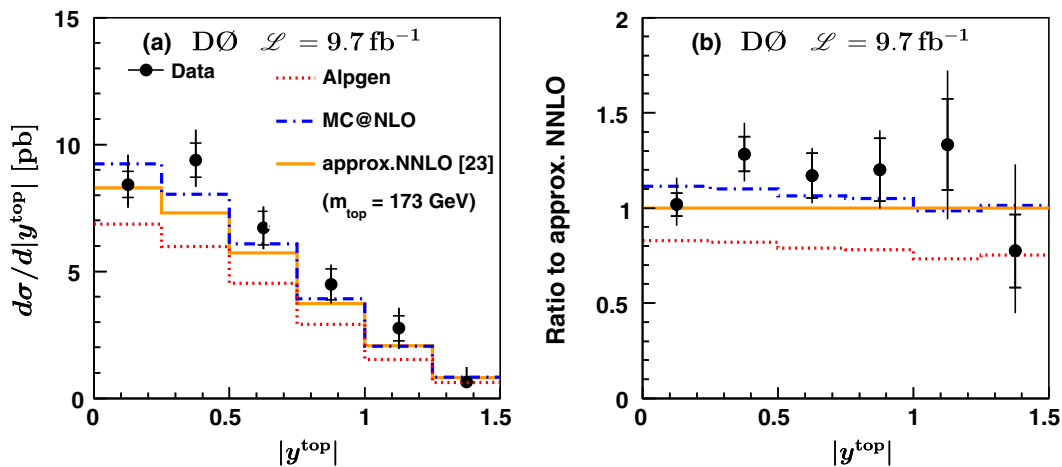 (a) DØ ℒ = 9.7 fb⁻¹
Data
Alpgen
MC@NLO
approx.NNLO [23]
(m_top = 173 GeV)
dσ/d|y^top| [pb]
15
10
5
0
0 0.5 1 1.5
|y^top|
(b) DØ ℒ = 9.7 fb⁻¹
Ratio to approx. NNLO
2
1.5
1
0.5
0
0 0.5 1 1.5
|y^top|